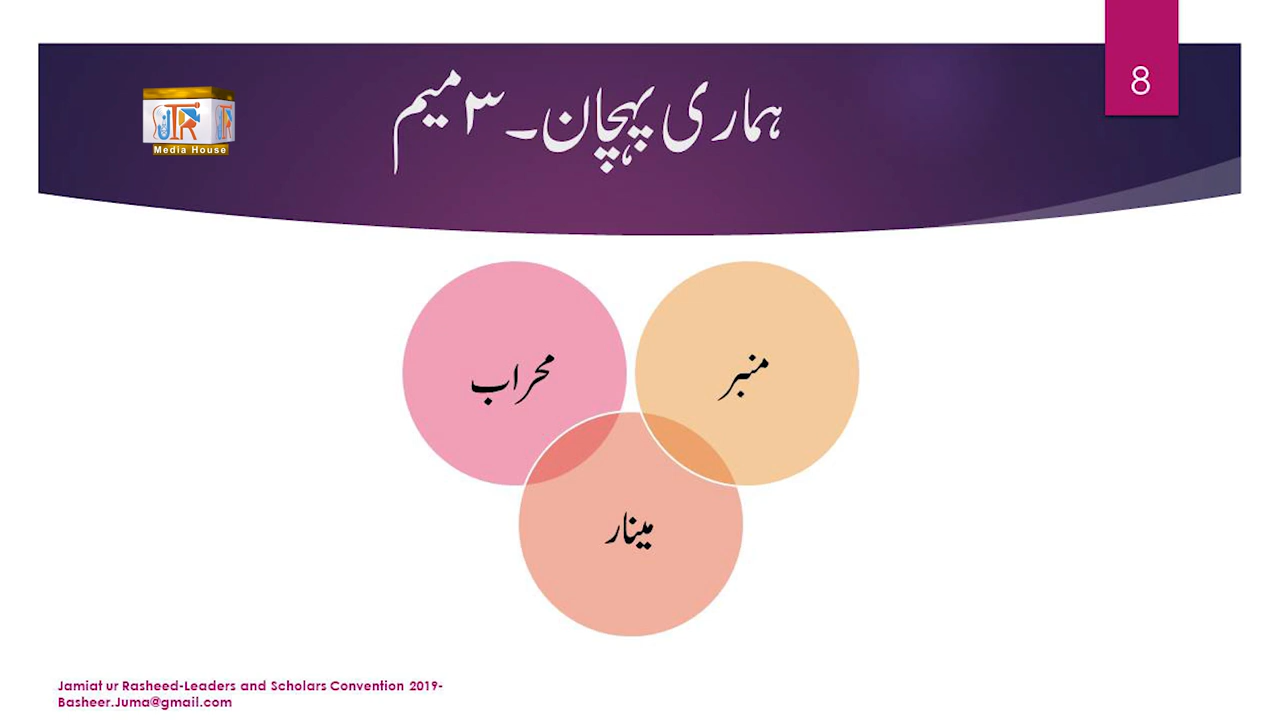 8
ہماری پہچان۔۳ میم
JTR
Media House
منبر
محراب
مینار
Jamiat ur Rasheed-Leaders and Scholars Convention 2019-
Basheer.Juma@gmail.com